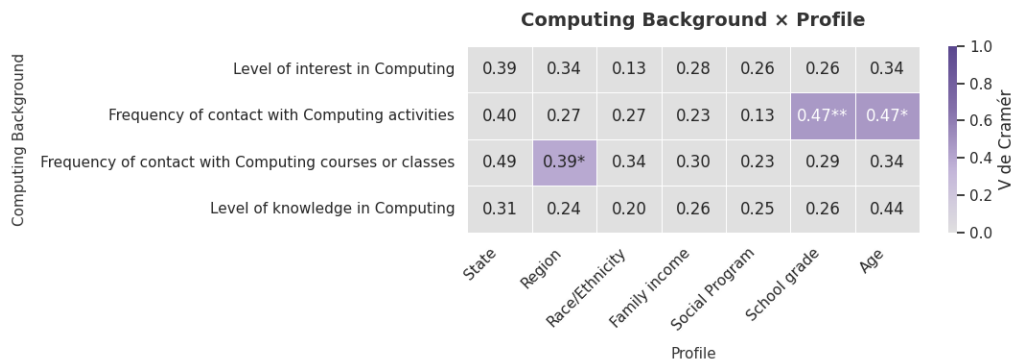 Computing Background × Profile
Computing Background
Level of interest in Computing 0.39 0.34 0.13 0.28 0.26 0.26 0.34
Frequency of contact with Computing activities 0.40 0.27 0.27 0.23 0.13 0.47** 0.47*
Frequency of contact with Computing courses or classes 0.49 0.39* 0.34 0.30 0.23 0.29 0.34
Level of knowledge in Computing 0.31 0.24 0.20 0.26 0.25 0.26 0.44
State Region Race/Ethnicity Family income Social Program School grade Age
Profile
1.0
0.8
0.6
0.4
0.2
0.0
V de Cramér